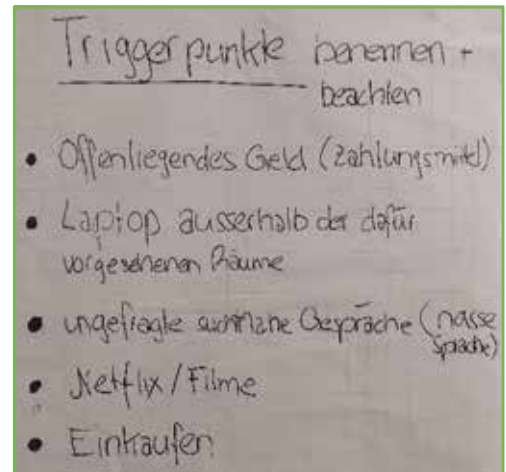 Triggerpunkte benennen +
beachten
• Offenliegendes Geld (Zahlungsmittel)
• Laptop ausserhalb der dafür
vorgesehenen Räume
• ungefragte suchtnahe Gespräche (nasse
Sprache)
• Netflix / Filme
• Einkaufen